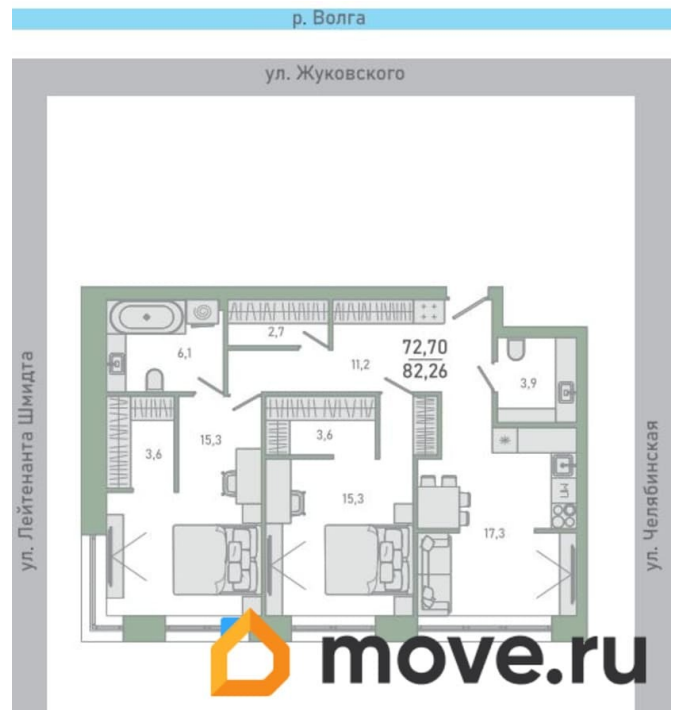 р. Волга
ул. Жуковского
ул. Лейтенанта Шмидта
ул. Челябинская
2,7
6,1
72,70
82,26
11,2
3,9
15,3
3,6
3,6
15,3
ПМ
17,3
move.ru